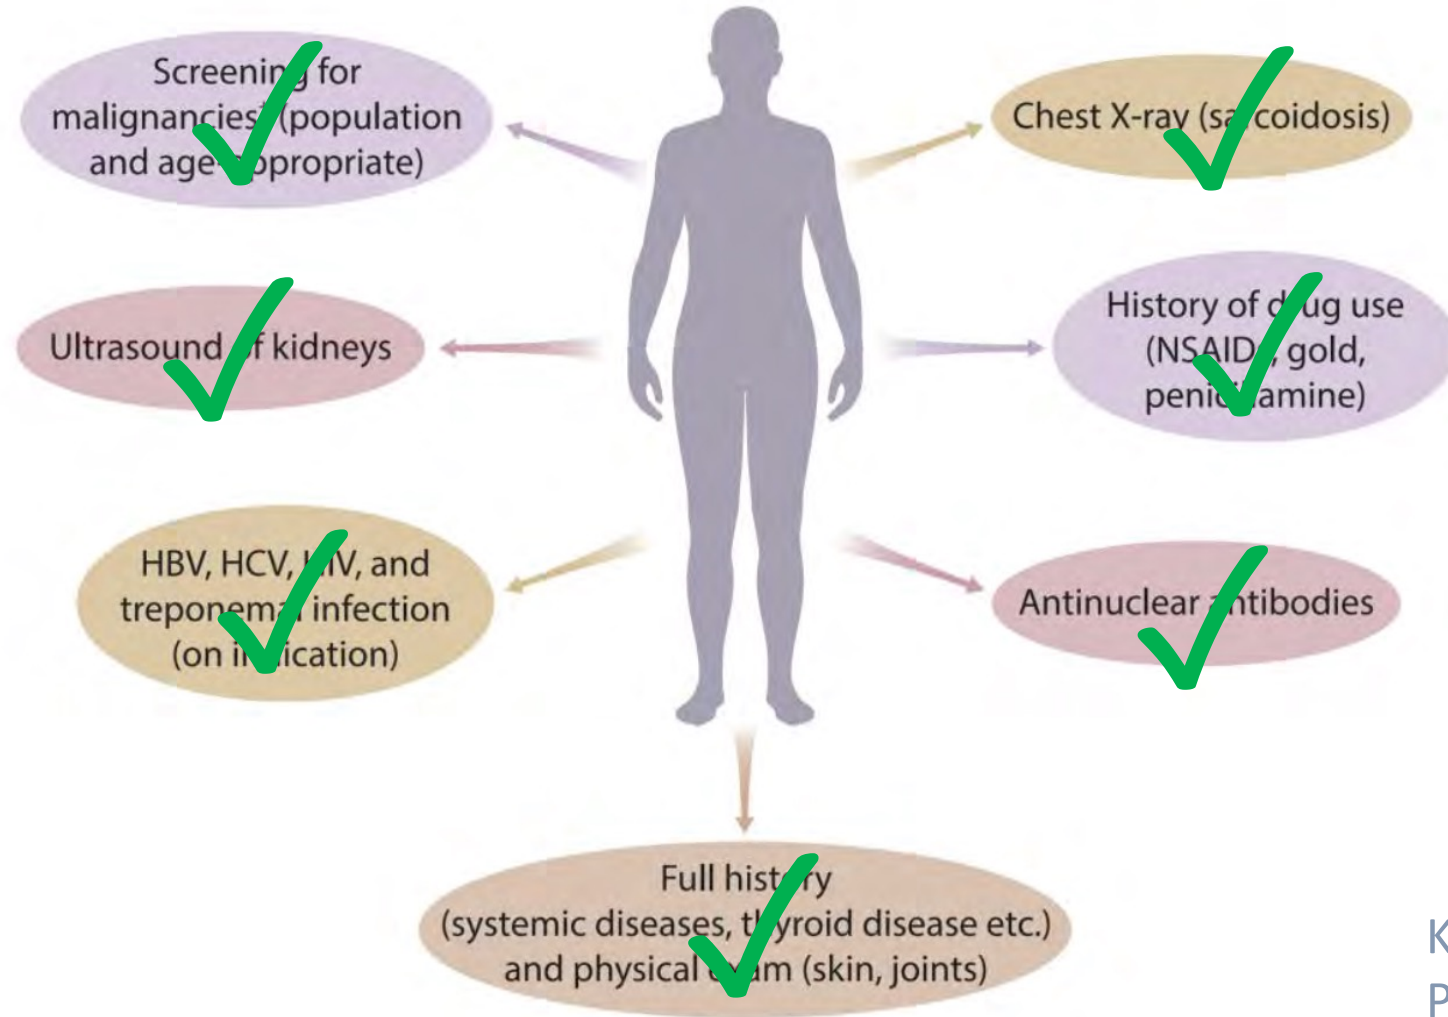 Screening for
malignancies (population
and age-appropriate)
Chest X-ray (sarcoidosis)
Ultrasound of kidneys
History of drug use
(NSAIDs, gold,
penicillamine)
HBV, HCV, HIV, and
treponemal infection
(on indication)
Antinuclear antibodies
Full history
(systemic diseases, thyroid disease etc.)
and physical exam (skin, joints)